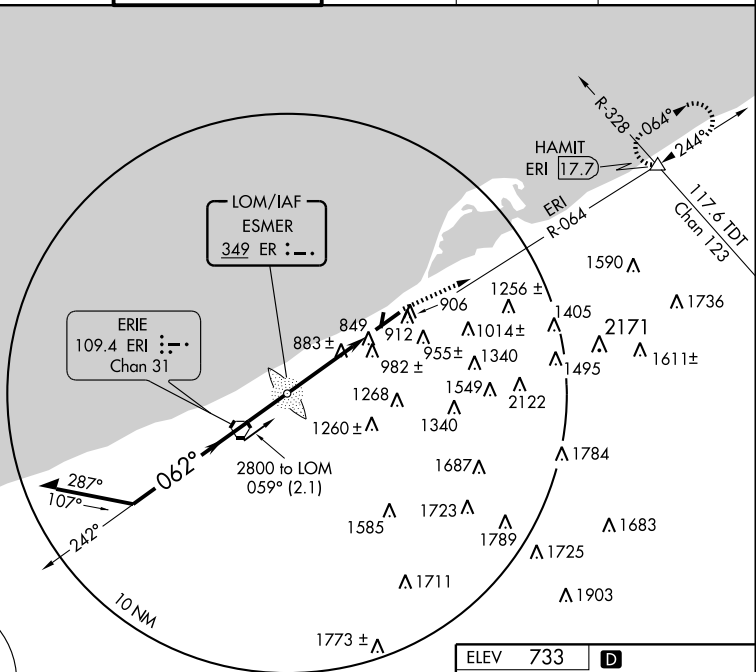 R-328
064°
244°
HAMIT
ERI 17.7
ERI
R-064
117.6 TDT
Chan 123
LOM/IAF
ESMER
349 ER
ERIE
109.4 ERI
Chan 31
1590
1736
1256 ±
906
1405
2171
849
912
883 ±
1014±
955±
982 ±
1340
1495
1611±
1268
1549
2122
1260 ±
1340
062°
2800 to LOM
059° (2.1)
1784
1687
287°
107°
242°
1585
1723
1789
1683
1725
1711
1903
10 NM
1773 ±
ELEV 733
D